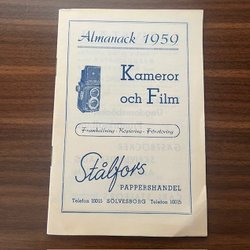 Almanack 1959
Kameror
och Film
Framkallning - Kopiering - Förstoring
Stålfors
PAPPERSHANDEL
Telefon 10015 SÖLVESBORG Telefon 10015